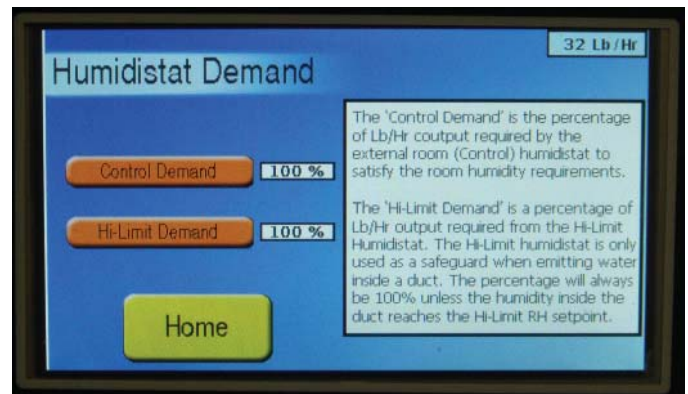 32 Lb/Hr
Humidistat Demand
The 'Control Demand' is the percentage
of Lb/Hr coutput required by the
external room (Control) humidistat to
satisfy the room humidity requirements.
Control Demand 100 %
The 'Hi-Limit Demand' is a percentage of
Lb/Hr output required from the Hi-Limit
Humidistat. The Hi-Limit humidistat is only
used as a safeguard when emitting water
inside a duct. The percentage will always
be 100% unless the humidity inside the
duct reaches the Hi-Limit RH setpoint.
Hi-Limit Demand 100 %
Home